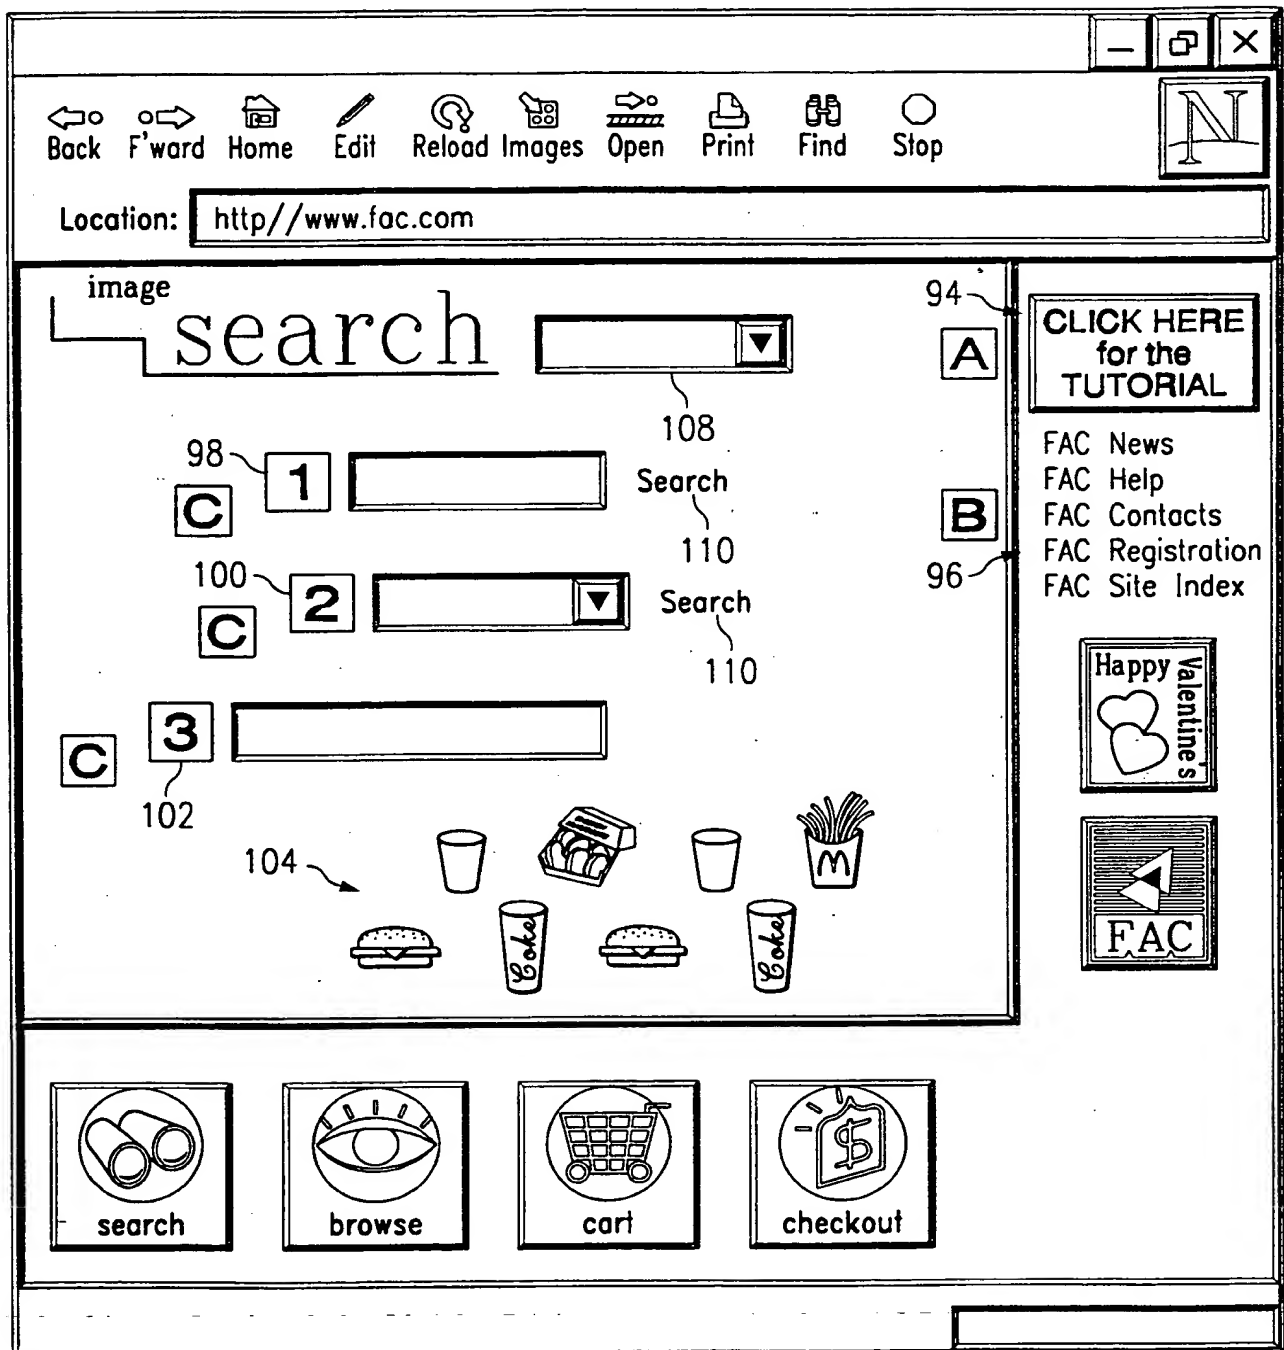 Back F'ward Home Edit Reload Images Open Print Find Stop
N
Location: http//www.fac.com
image
search
108
98 1 Search
C
110
100 2 Search
C
110
3
C
102
104
M
Coke Coke
94
A
CLICK HERE
for the
TUTORIAL
FAC News
FAC Help
B
FAC Contacts
FAC Registration
96
FAC Site Index
Happy
Valentine's
FAC
search browse cart checkout
$